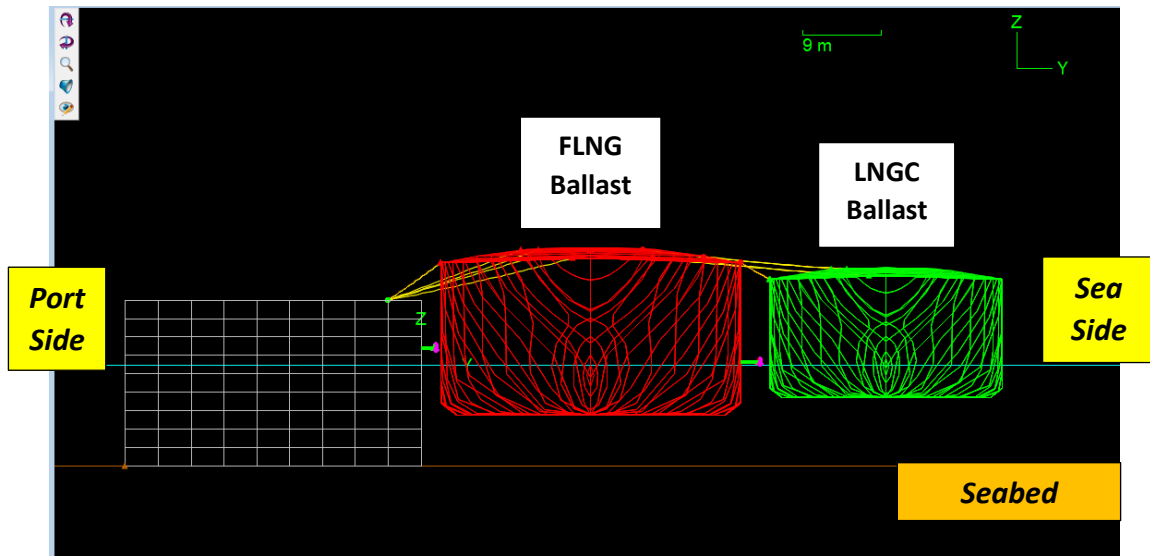 9 m
Z
Y
FLNG
Ballast
LNGC
Ballast
Port
Side
Sea
Side
Z
Y
Seabed